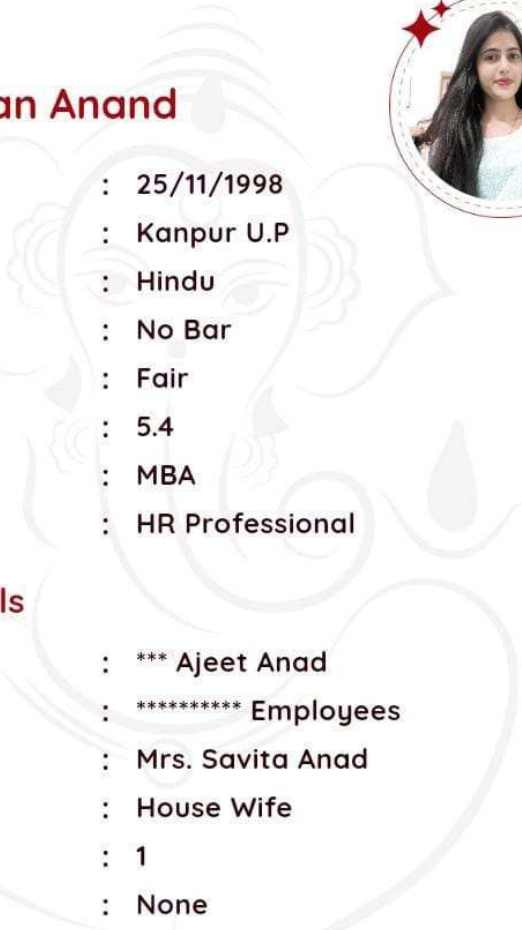 an Anand
: 25/11/1998
: Kanpur U.P
: Hindu
: No Bar
: Fair
: 5.4
: MBA
: HR Professional
ls
: *** Ajeet Anad
: ********** Employees
: Mrs. Savita Anad
: House Wife
: 1
: None